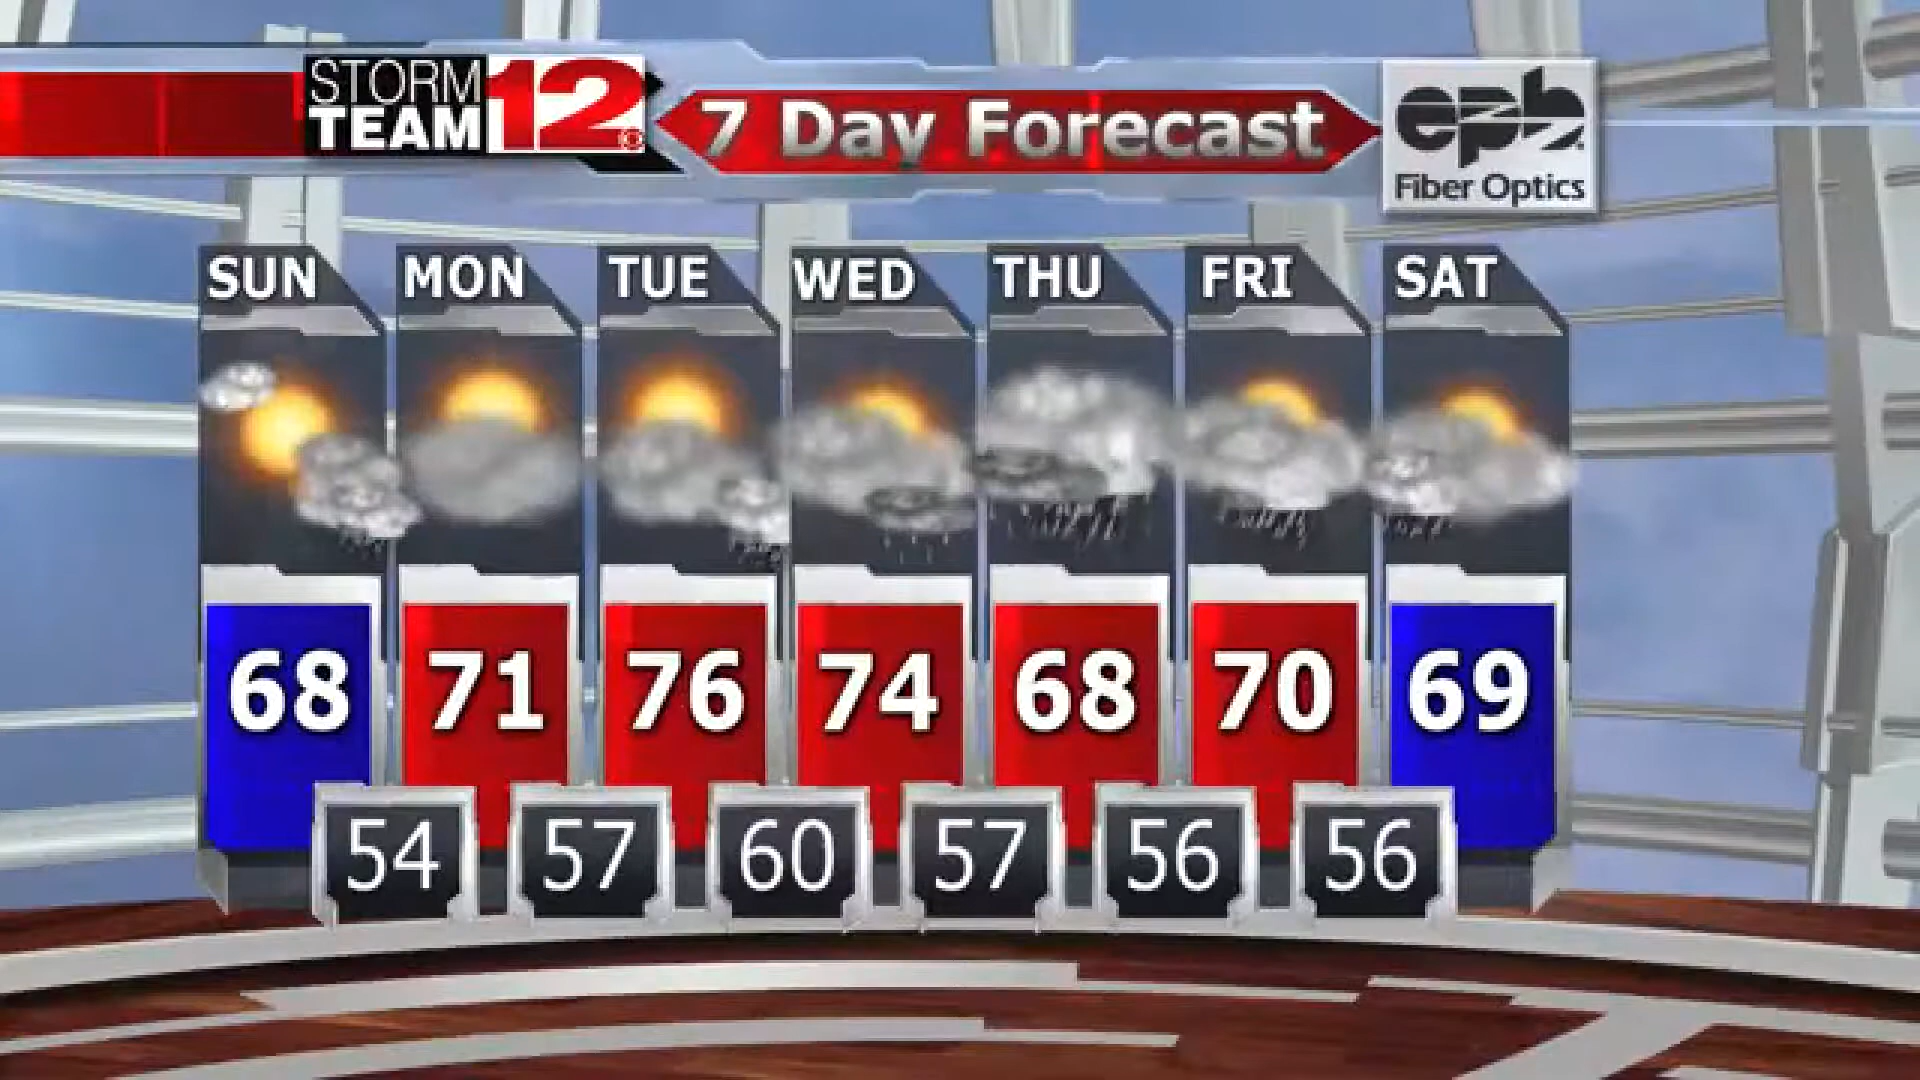 STORM
TEAM 12
7 Day Forecast
epb
Fiber Optics
SUN MON TUE WED THU FRI SAT
68 71 76 74 68 70 69
54 57 60 57 56 56